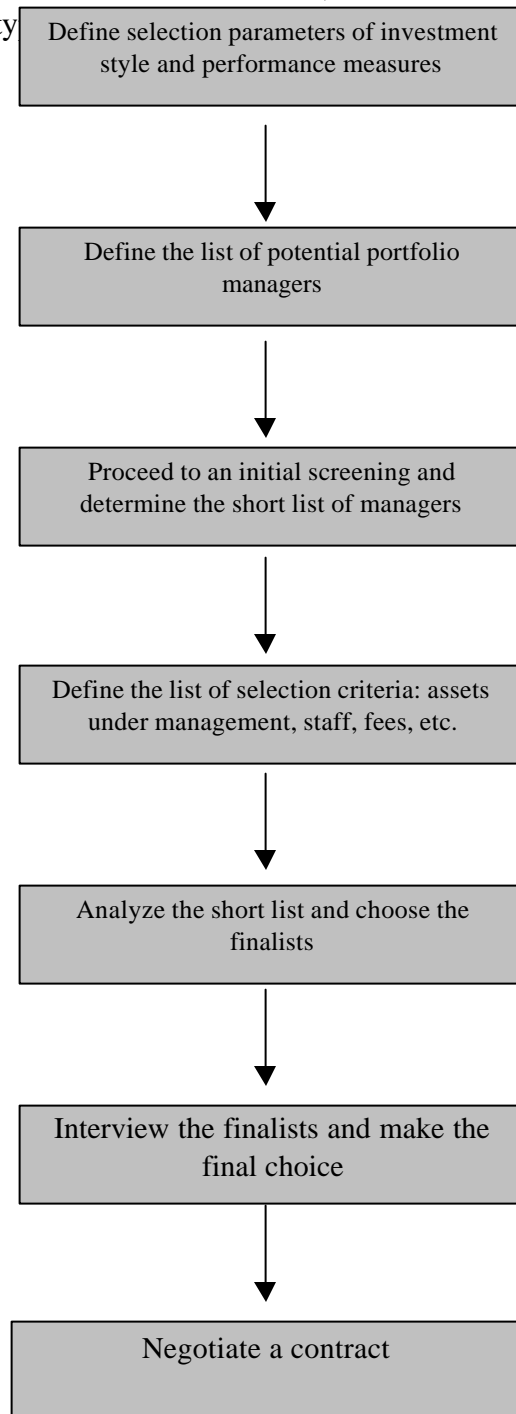 ty
Define selection parameters of investment
style and performance measures
Define the list of potential portfolio
managers
Proceed to an initial screening and
determine the short list of managers
Define the list of selection criteria: assets
under management, staff, fees, etc.
Analyze the short list and choose the
finalists
Interview the finalists and make the
final choice
Negotiate a contract